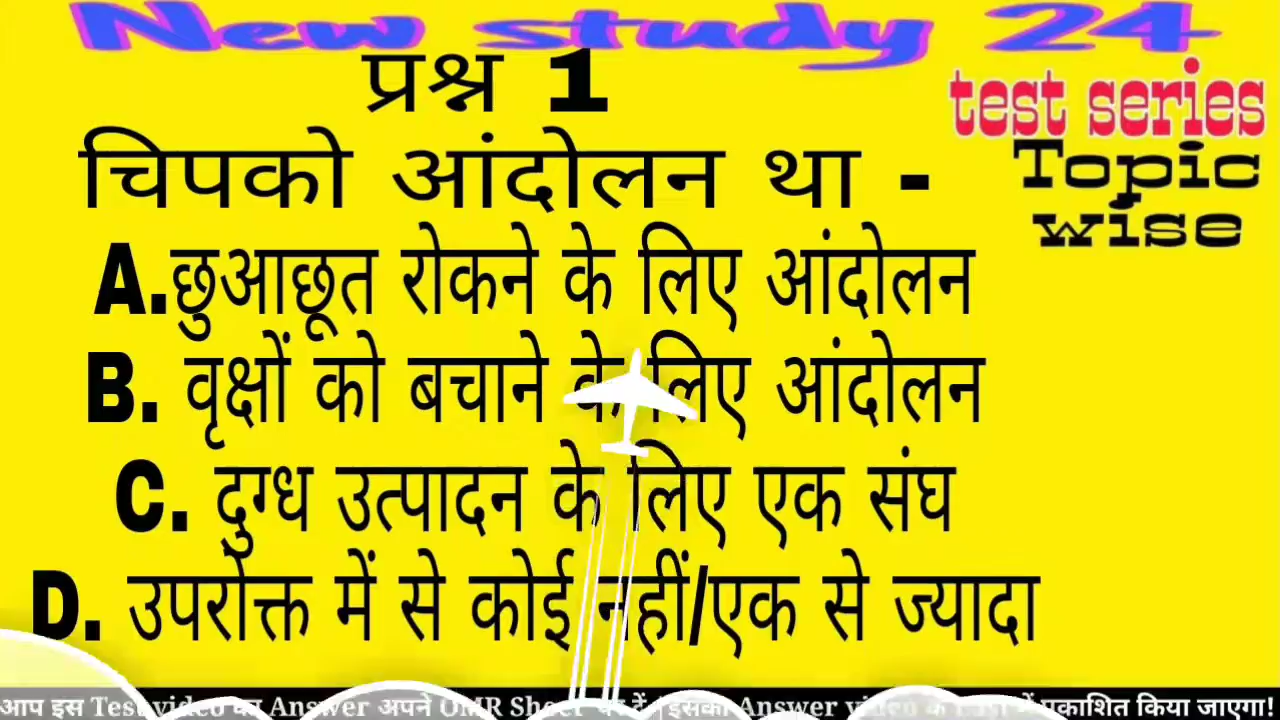 New study 24
प्रश्न 1
test series
Topic
wise
चिपको आंदोलन था -
A.छुआछूत रोकने के लिए आंदोलन
B. वृक्षों को बचाने के लिए आंदोलन
C. दुग्ध उत्पादन के लिए एक संघ
D. उपरोक्त में से कोई नहीं/एक से ज्यादा
आप इस Test video का Answer अपने OMR Sheet पर दें | इसका Answer video के में प्रकाशित किया जाएगा!